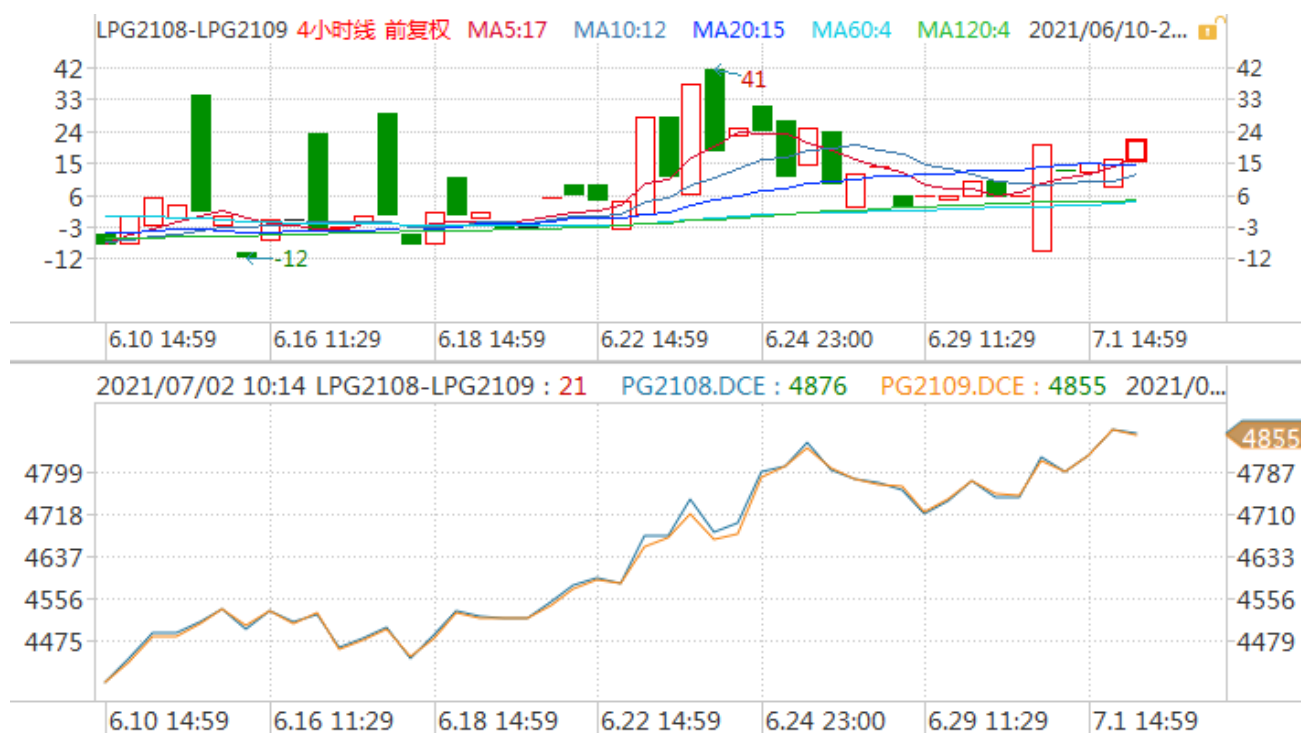 LPG2108-LPG2109 4小时线 前复权 MA5:17 MA10:12 MA20:15 MA60:4 MA120:4 2021/06/10-2...
42 42
41
33 33
24 24
15 15
6 6
-3 -3
-12 -12 -12
6.10 14:59 6.16 11:29 6.18 14:59 6.22 14:59 6.24 23:00 6.29 11:29 7.1 14:59
2021/07/02 10:14 LPG2108-LPG2109 : 21 PG2108.DCE : 4876 PG2109.DCE : 4855 2021/0...
4855
4799 4787
4718 4710
4637 4633
4556 4556
4475 4479
6.10 14:59 6.16 11:29 6.18 14:59 6.22 14:59 6.24 23:00 6.29 11:29 7.1 14:59